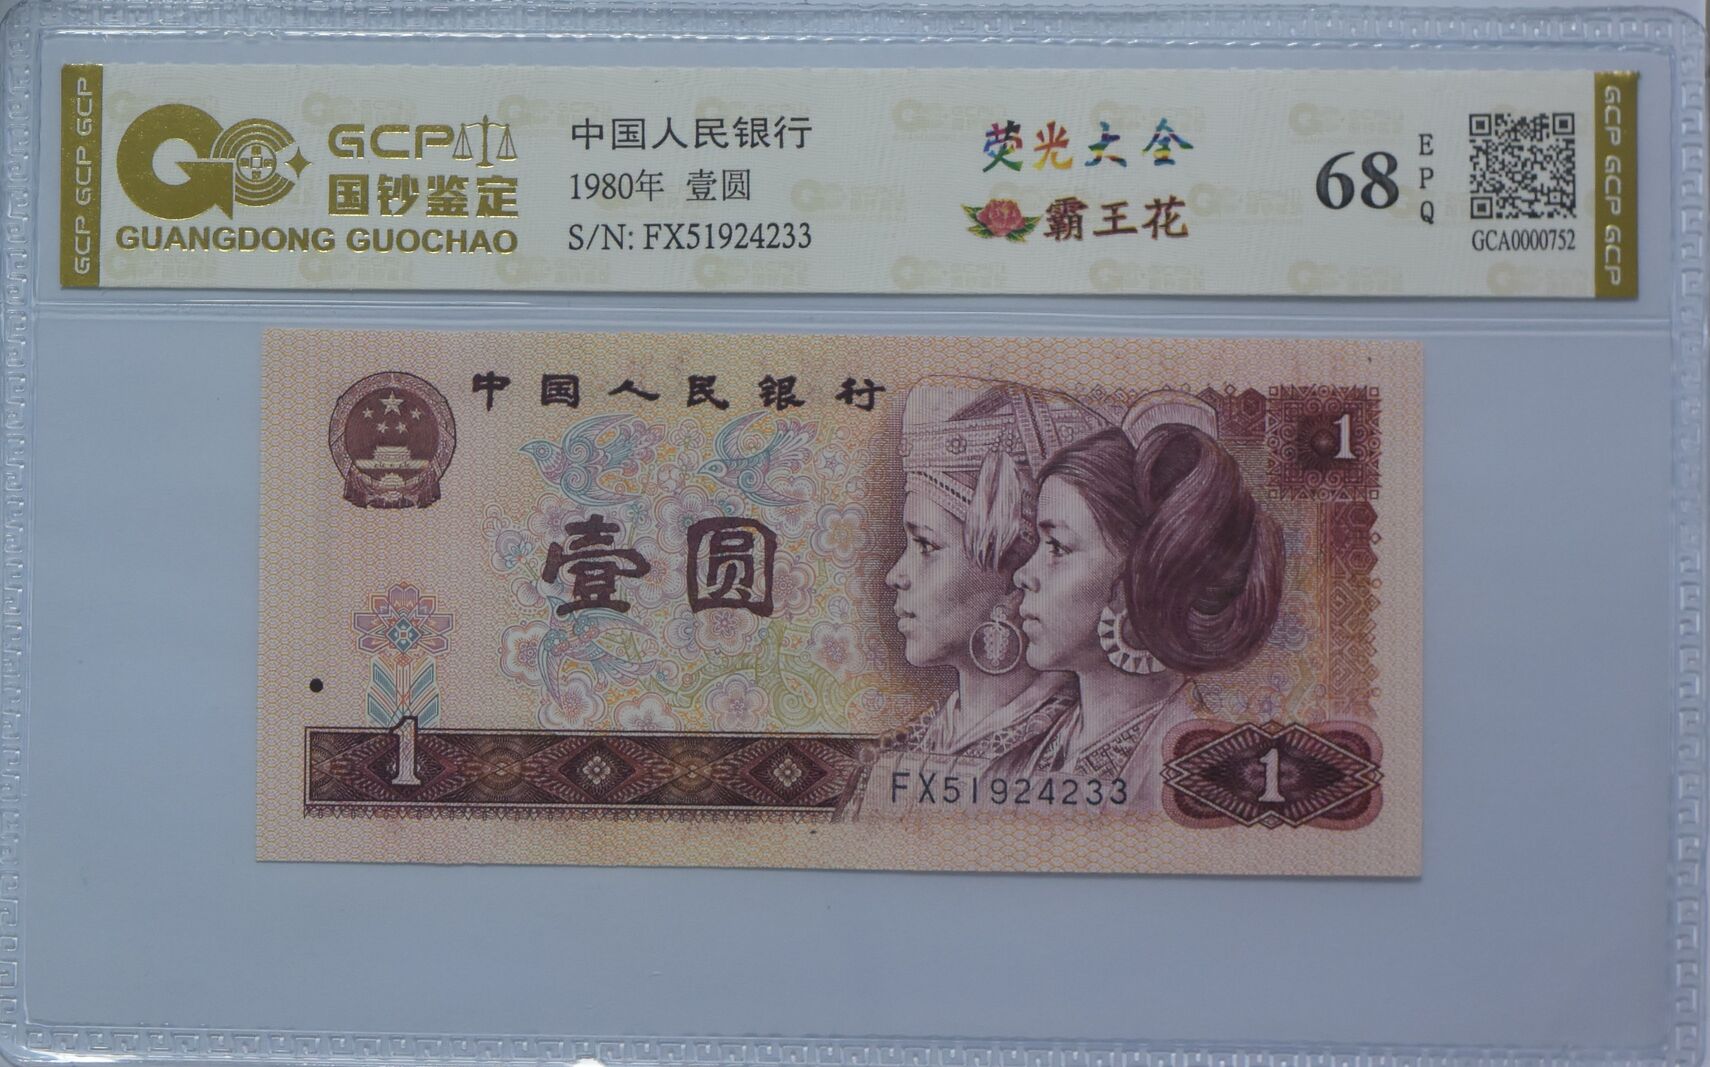 GCP GCP GCP
GCP
国钞鉴定
GUANGDONG GUOCHAO
中国人民银行
1980年 壹圆
S/N: FX51924233
荧光大全
霸王花
68
EPQ
GCA0000752
GCP GCP GCP
中国人民银行
1
壹圆
1
FX51924233
1